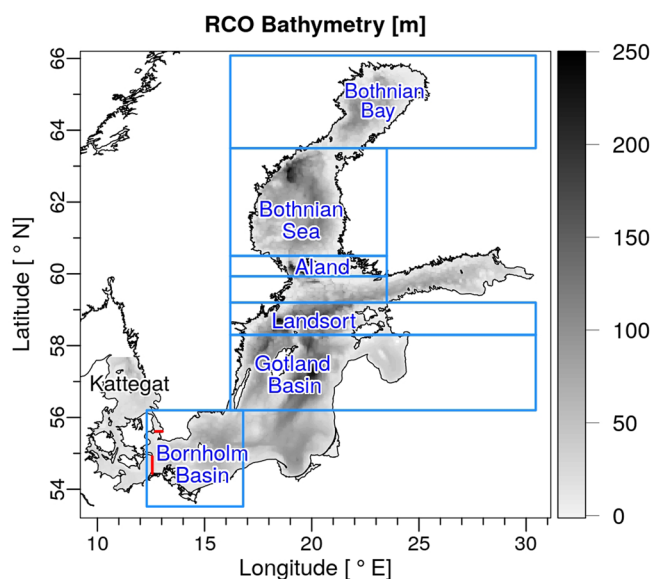 RCO Bathymetry [m]
66
64
62
60
58
56
54
Latitude [ ° N]
Bothnian
Bay
Bothnian
Sea
Aland
Landsort
Gotland
Basin
Kattegat
Bornholm
Basin
10
15
20
25
30
Longitude [ ° E]
250
200
150
100
50
0